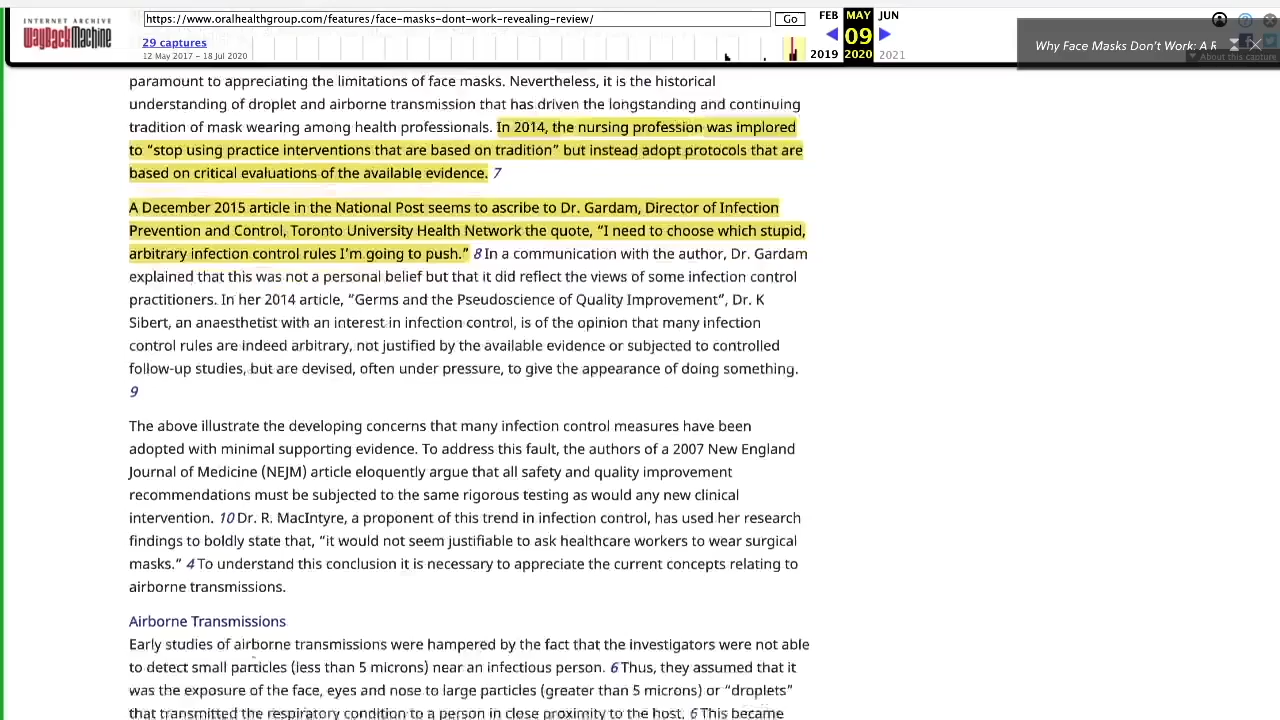 INTERNET ARCHIVE
WayBackMachine
https://www.oralhealthgroup.com/features/face-masks-dont-work-revealing-review/
Go
FEB MAY JUN
29 captures
09
12 May 2017 – 18 Jul 2020
2019 2020 2021
Why Face Masks Don't Work: A R
About this capture
paramount to appreciating the limitations of face masks. Nevertheless, it is the historical
understanding of droplet and airborne transmission that has driven the longstanding and continuing
tradition of mask wearing among health professionals. In 2014, the nursing profession was implored
to “stop using practice interventions that are based on tradition” but instead adopt protocols that are
based on critical evaluations of the available evidence. 7
A December 2015 article in the National Post seems to ascribe to Dr. Gardam, Director of Infection
Prevention and Control, Toronto University Health Network the quote, “I need to choose which stupid,
arbitrary infection control rules I’m going to push.” 8 In a communication with the author, Dr. Gardam
explained that this was not a personal belief but that it did reflect the views of some infection control
practitioners. In her 2014 article, “Germs and the Pseudoscience of Quality Improvement”, Dr. K
Sibert, an anaesthetist with an interest in infection control, is of the opinion that many infection
control rules are indeed arbitrary, not justified by the available evidence or subjected to controlled
follow-up studies, but are devised, often under pressure, to give the appearance of doing something.
9
The above illustrate the developing concerns that many infection control measures have been
adopted with minimal supporting evidence. To address this fault, the authors of a 2007 New England
Journal of Medicine (NEJM) article eloquently argue that all safety and quality improvement
recommendations must be subjected to the same rigorous testing as would any new clinical
intervention. 10 Dr. R. MacIntyre, a proponent of this trend in infection control, has used her research
findings to boldly state that, “it would not seem justifiable to ask healthcare workers to wear surgical
masks.” 4 To understand this conclusion it is necessary to appreciate the current concepts relating to
airborne transmissions.
Airborne Transmissions
Early studies of airborne transmissions were hampered by the fact that the investigators were not able
to detect small particles (less than 5 microns) near an infectious person. 6 Thus, they assumed that it
was the exposure of the face, eyes and nose to large particles (greater than 5 microns) or “droplets”
that transmitted the respiratory condition to a person in close proximity to the host. 6 This became